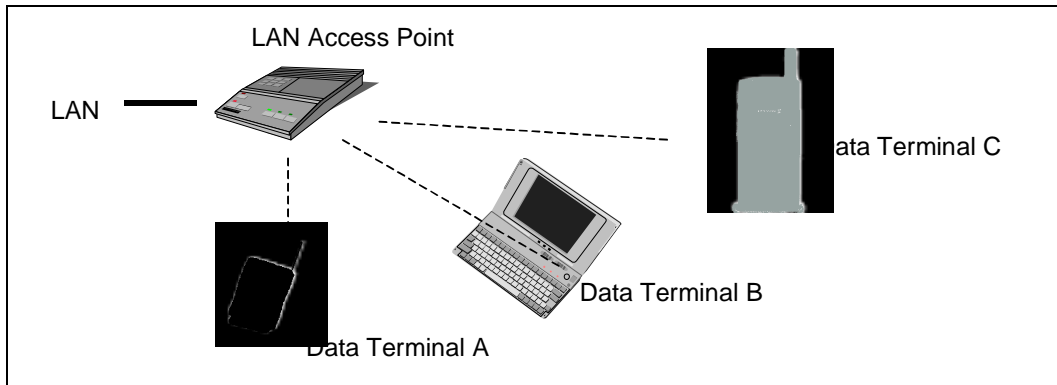 LAN Access Point
LAN
ata Terminal C
Data Terminal B
Data Terminal A